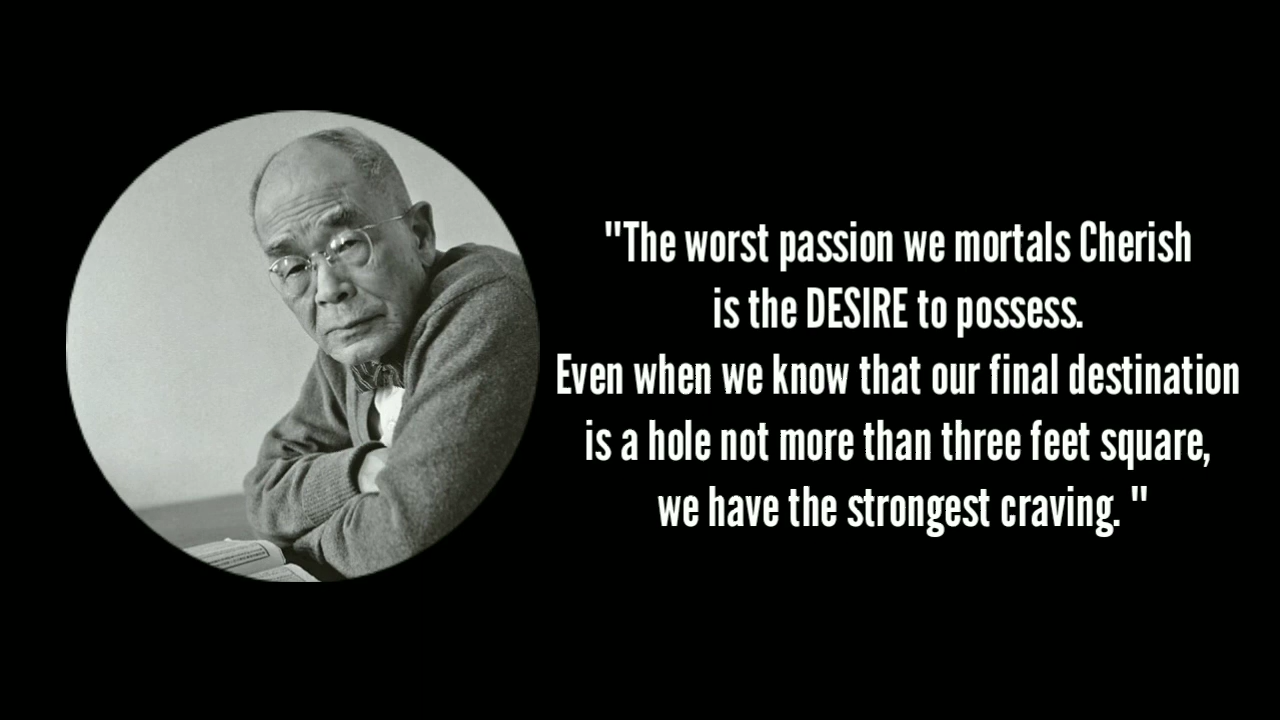 "The worst passion we mortals Cherish
is the DESIRE to possess.
Even when we know that our final destination
is a hole not more than three feet square,
we have the strongest craving. "